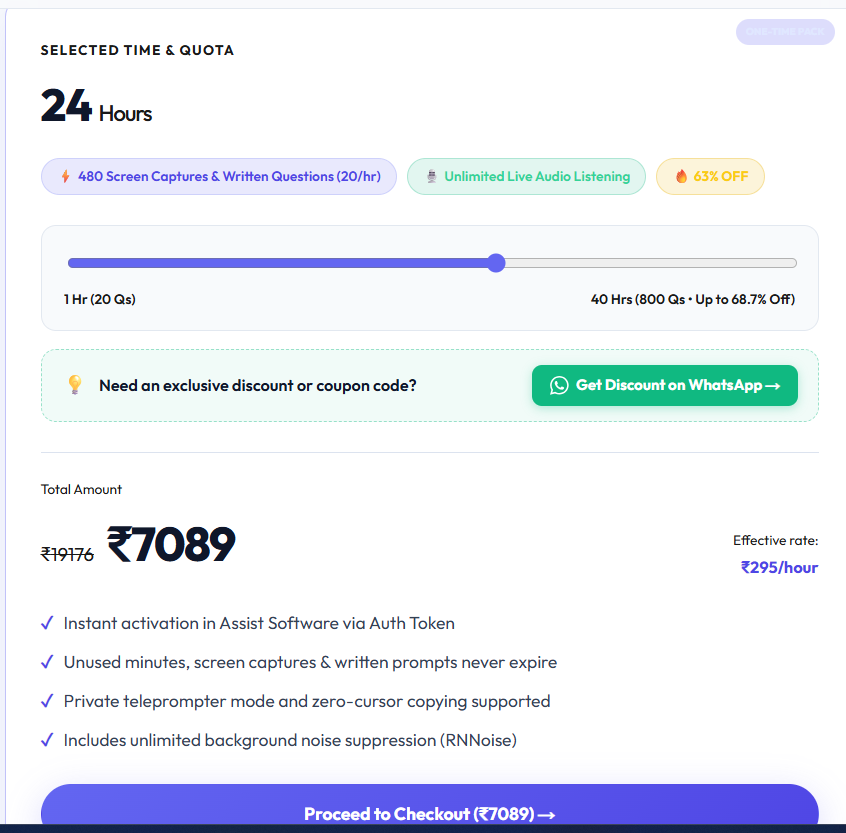 ONE-TIME PACK
SELECTED TIME & QUOTA
24 Hours
480 Screen Captures & Written Questions (20/hr)
Unlimited Live Audio Listening
63% OFF
1 Hr (20 Qs)
40 Hrs (800 Qs • Up to 68.7% Off)
Need an exclusive discount or coupon code?
Get Discount on WhatsApp →
Total Amount
₹19176 ₹7089
Effective rate:
₹295/hour
✓ Instant activation in Assist Software via Auth Token
✓ Unused minutes, screen captures & written prompts never expire
✓ Private teleprompter mode and zero-cursor copying supported
✓ Includes unlimited background noise suppression (RNNoise)
Proceed to Checkout (₹7089) →